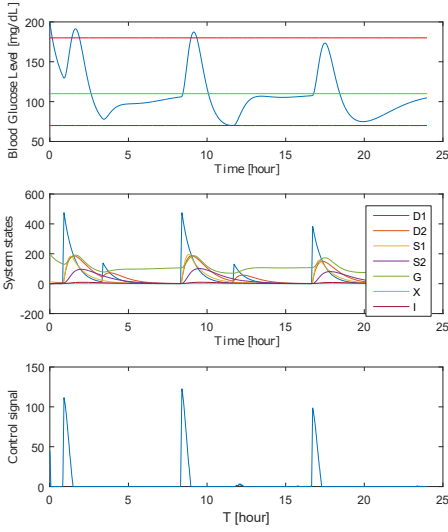 200
150
100
50
Blood Glucose Level [mg/dL]
0 5 10 15 20 25
Time [hour]
600
400
200
0
-200
System states
D1
D2
S1
S2
G
X
I
0 5 10 15 20 25
Time [hour]
150
100
50
0
Control signal
0 5 10 15 20 25
T [hour]